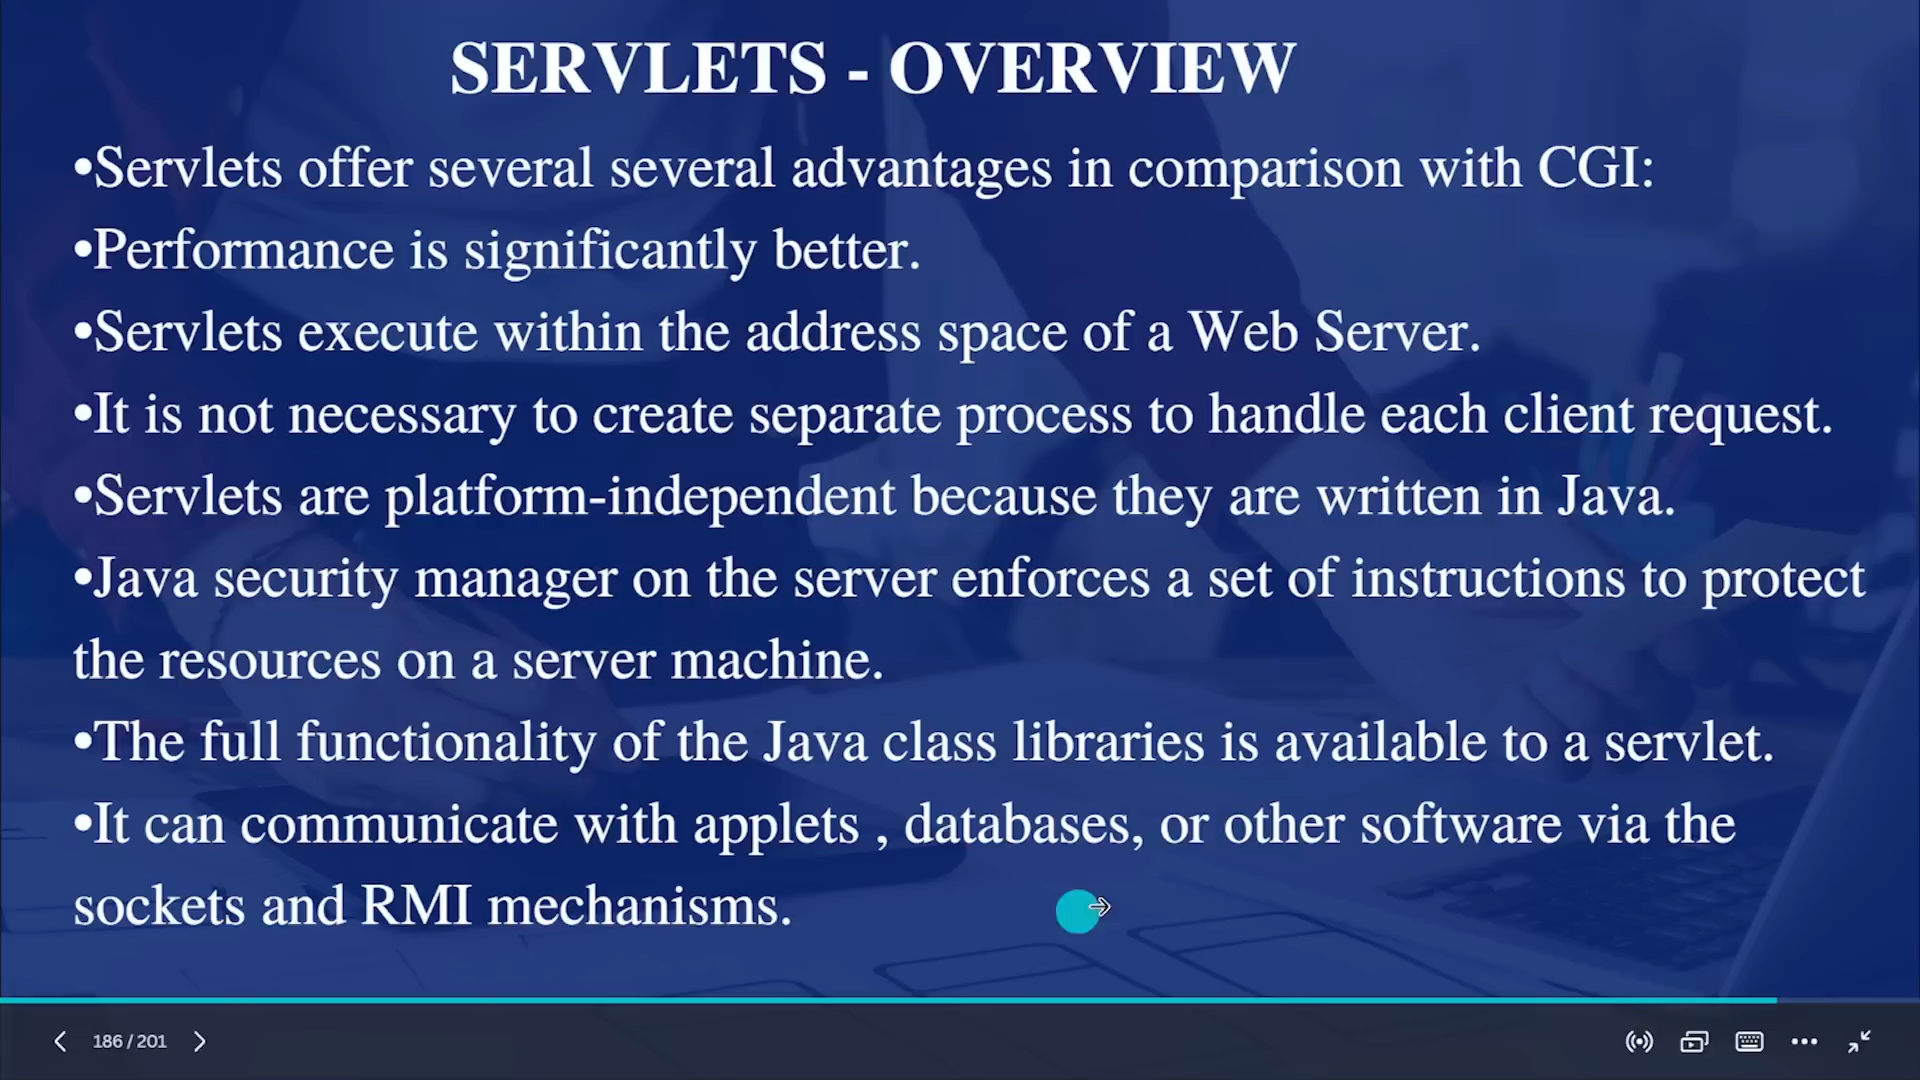 SERVLETS - OVERVIEW
•Servlets offer several several advantages in comparison with CGI:
•Performance is significantly better.
•Servlets execute within the address space of a Web Server.
•It is not necessary to create separate process to handle each client request.
•Servlets are platform-independent because they are written in Java.
•Java security manager on the server enforces a set of instructions to protect
the resources on a server machine.
•The full functionality of the Java class libraries is available to a servlet.
•It can communicate with applets , databases, or other software via the
sockets and RMI mechanisms.
186 / 201